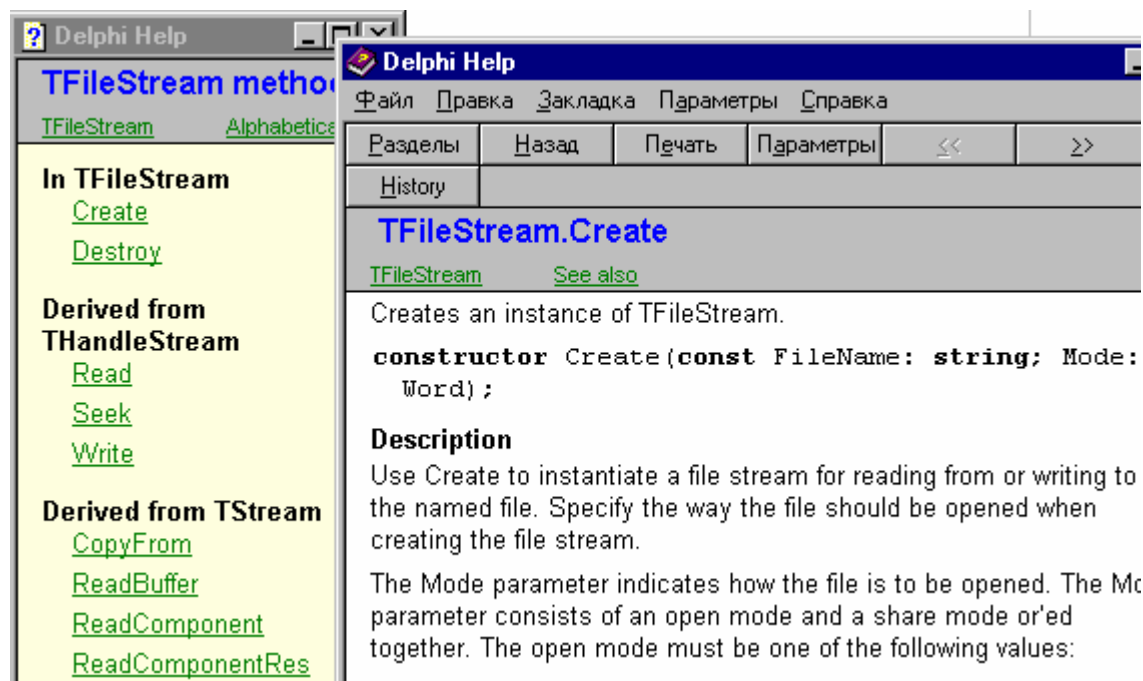 Delphi Help
TFileStream metho
TFileStream Alphabetica
In TFileStream
Create
Destroy
Derived from
THandleStream
Read
Seek
Write
Derived from TStream
CopyFrom
ReadBuffer
ReadComponent
ReadComponentRes
Delphi Help
Файл Правка Закладка Параметры Справка
Разделы Назад Печать Параметры << >>
History
TFileStream.Create
TFileStream See also
Creates an instance of TFileStream.
constructor Create(const FileName: string; Mode:
Word);
Description
Use Create to instantiate a file stream for reading from or writing to
the named file. Specify the way the file should be opened when
creating the file stream.
The Mode parameter indicates how the file is to be opened. The Mo
parameter consists of an open mode and a share mode or'ed
together. The open mode must be one of the following values: